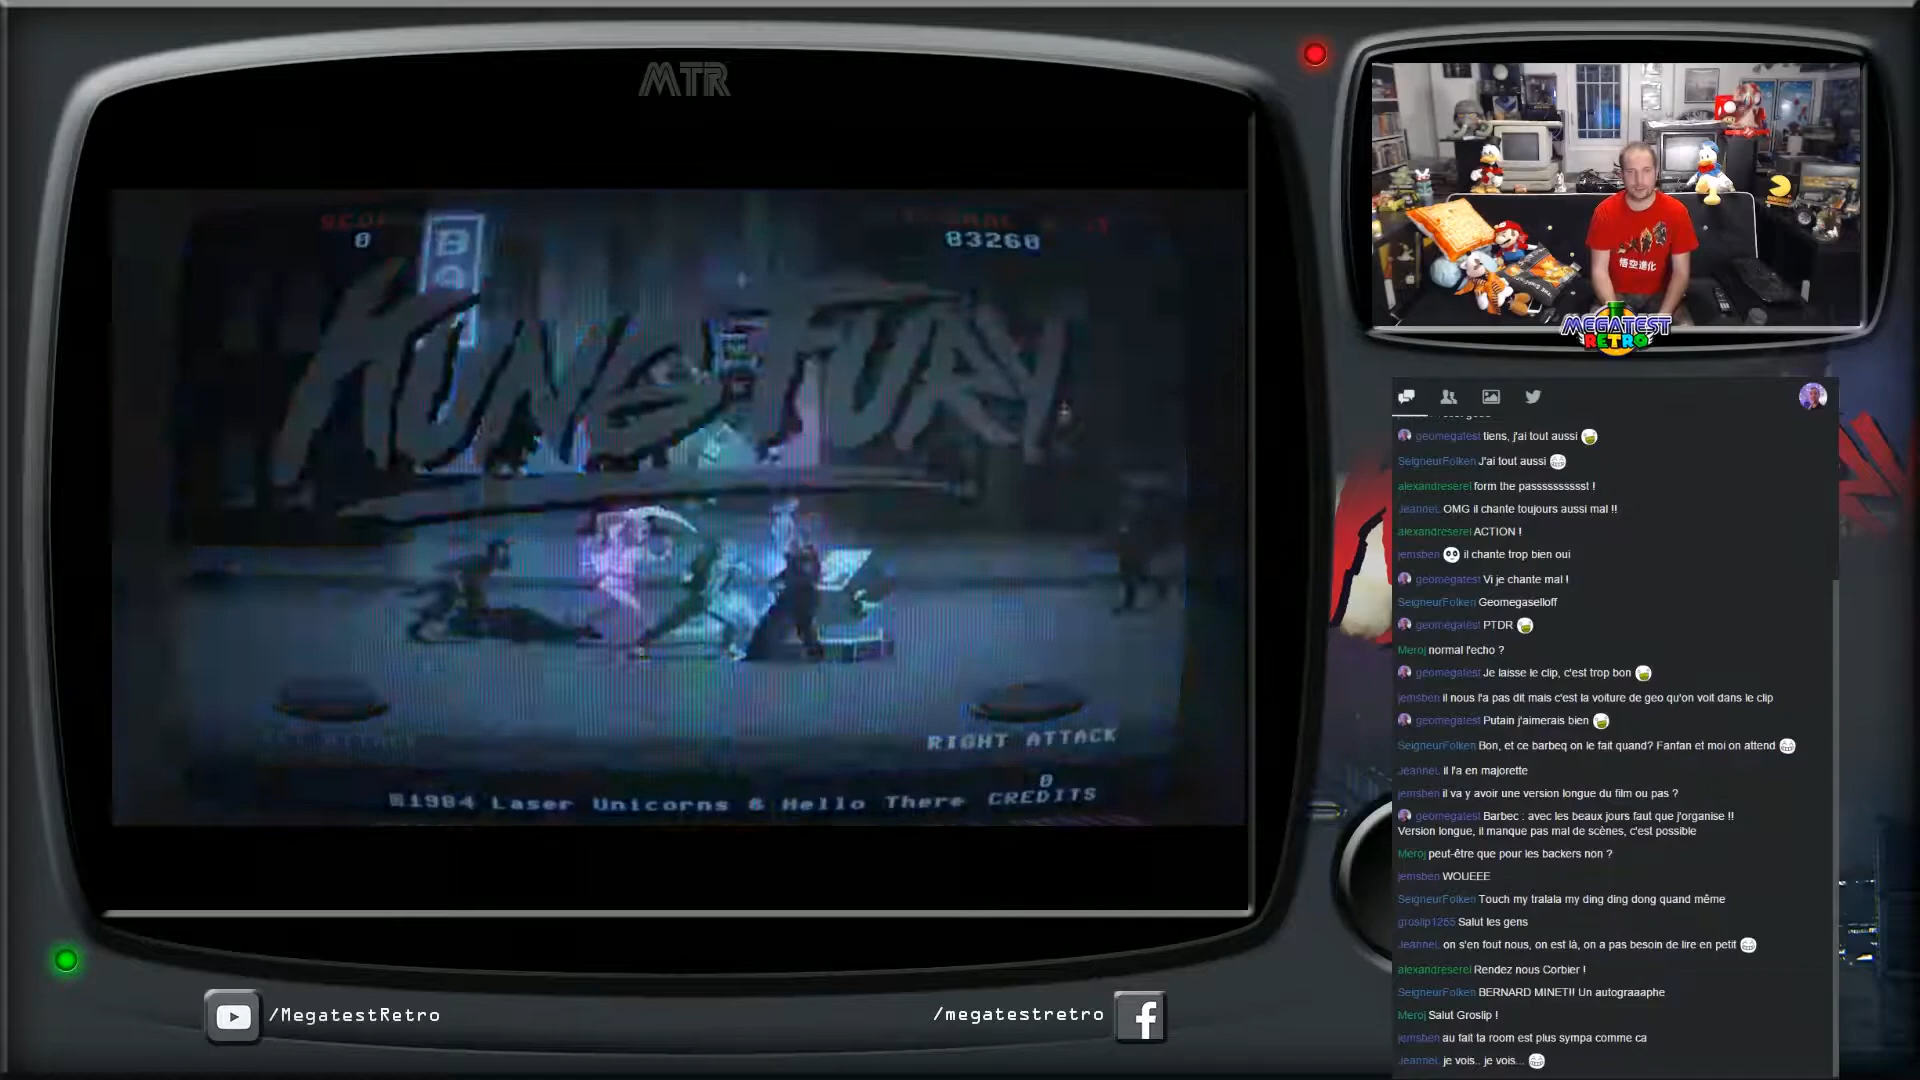 MTR
0
83260
KUNG FURY
RIGHT ATTACK
0
©1984 Laser Unicorns & Hello There CREDITS
/MegatestRetro
/megatestretro
悟空進化
MEGATEST
RETRO
geomegatest tiens, j'ai tout aussi
SeigneurFolken J'ai tout aussi
alexandreserel form the passsssssssst !
JeanneL OMG il chante toujours aussi mal !!
alexandreserel ACTION !
jemsben il chante trop bien oui
geomegatest Vi je chante mal !
SeigneurFolken Geomegaselloff
geomegatest PTDR
Meroj normal l'echo ?
geomegatest Je laisse le clip, c'est trop bon
jemsben il nous l'a pas dit mais c'est la voiture de geo qu'on voit dans le clip
geomegatest Putain j'aimerais bien
SeigneurFolken Bon, et ce barbeq on le fait quand? Fanfan et moi on attend
JeanneL il l'a en majorette
jemsben il va y avoir une version longue du film ou pas ?
geomegatest Barbec : avec les beaux jours faut que j'organise !!
Version longue, il manque pas mal de scènes, c'est possible
Meroj peut-être que pour les backers non ?
jemsben WOUEEE
SeigneurFolken Touch my tralala my ding ding dong quand même
groslip1265 Salut les gens
JeanneL on s'en fout nous, on est là, on a pas besoin de lire en petit
alexandreserel Rendez nous Corbier !
SeigneurFolken BERNARD MINET!! Un autograaaphe
Meroj Salut Groslip !
jemsben au fait ta room est plus sympa comme ca
JeanneL je vois.. je vois...